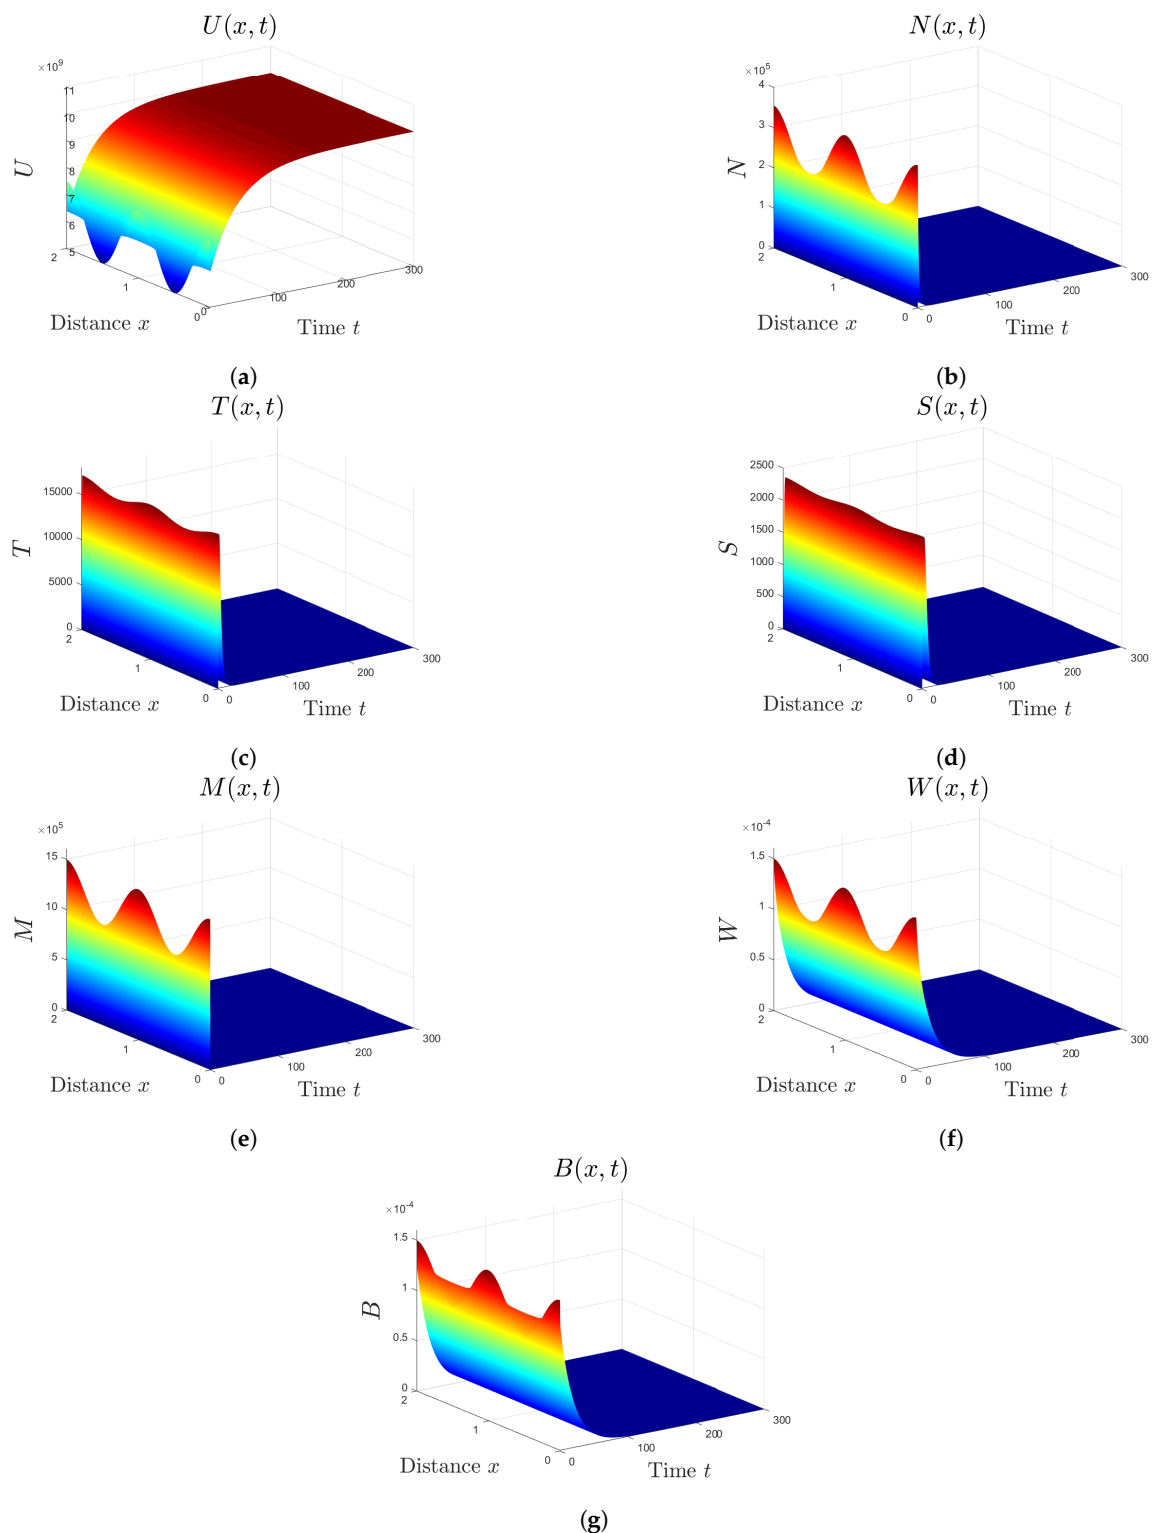 U(x, t)
×10⁹
11
10
9
8
7
6
5
U
2
1
0
0
100
200
300
Distance x
Time t
(a)
N(x, t)
×10⁵
4
3
2
1
0
N
2
1
0
0
100
200
300
Distance x
Time t
(b)
T(x, t)
15000
10000
5000
0
T
2
1
0
0
100
200
300
Distance x
Time t
(c)
S(x, t)
2500
2000
1500
1000
500
0
S
2
1
0
0
100
200
300
Distance x
Time t
(d)
M(x, t)
×10⁵
15
10
5
0
M
2
1
0
0
100
200
300
Distance x
Time t
(e)
W(x, t)
×10⁻⁴
1.5
1
0.5
0
W
2
1
0
0
100
200
300
Distance x
Time t
(f)
B(x, t)
×10⁻⁴
1.5
1
0.5
0
B
2
1
0
0
100
200
300
Distance x
Time t
(g)